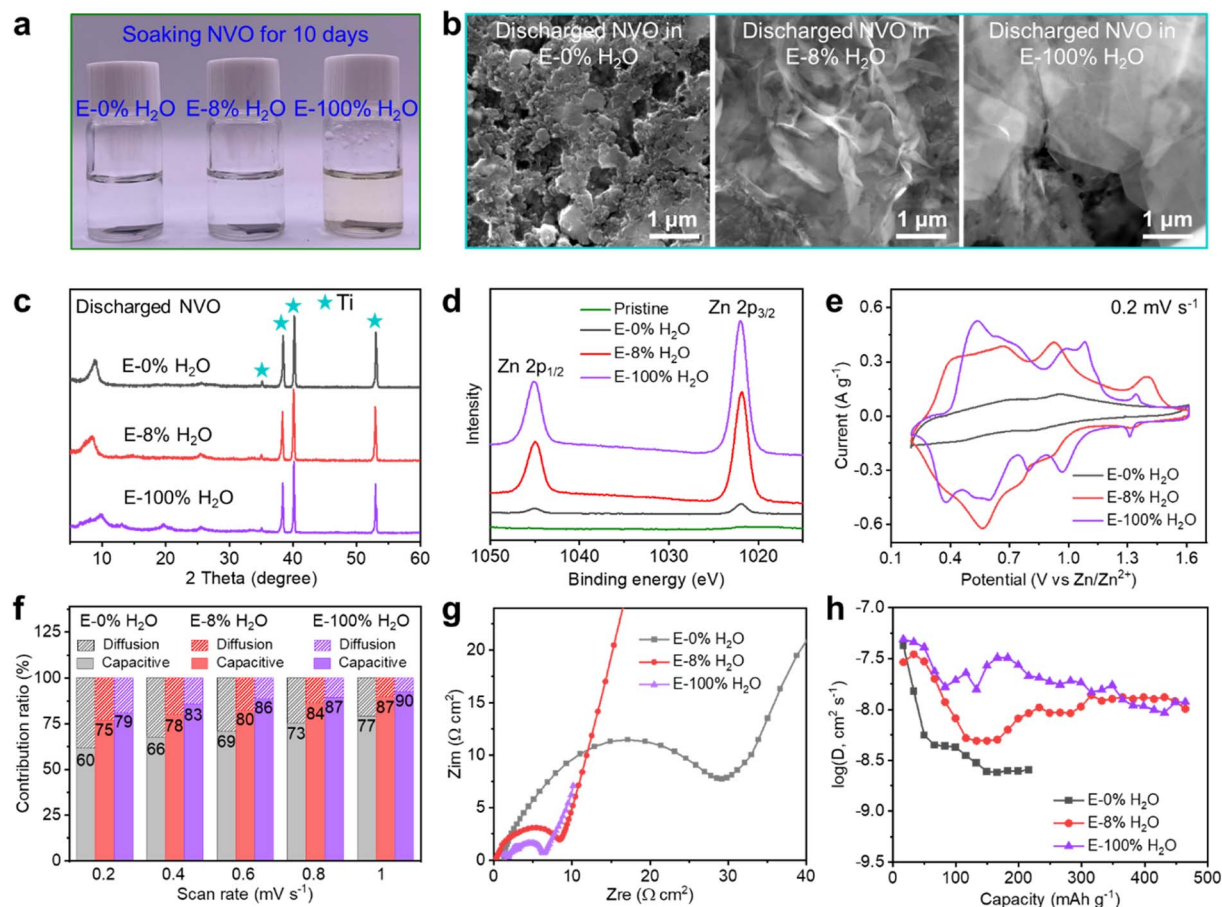 a
Soaking NVO for 10 days
E-0% H₂O
E-8% H₂O
E-100% H₂O
b
Discharged NVO in
E-0% H₂O
1 μm
Discharged NVO in
E-8% H₂O
1 μm
Discharged NVO in
E-100% H₂O
1 μm
c
Discharged NVO
★ Ti
E-0% H₂O
E-8% H₂O
E-100% H₂O
10 20 30 40 50 60
2 Theta (degree)
d
Pristine
E-0% H₂O
E-8% H₂O
E-100% H₂O
Zn 2p₃/₂
Zn 2p₁/₂
Intensity
1050 1040 1030 1020
Binding energy (eV)
e
0.2 mV s⁻¹
Current (A g⁻¹)
0.6
0.3
0.0
-0.3
-0.6
E-0% H₂O
E-8% H₂O
E-100% H₂O
0.1 0.4 0.7 1.0 1.3 1.6
Potential (V vs Zn/Zn²⁺)
f
E-0% H₂O E-8% H₂O E-100% H₂O
Diffusion Diffusion Diffusion
Capacitive Capacitive Capacitive
Contribution ratio (%)
125
100
75
50
25
0
60 75 79
66 78 83
69 80 86
73 84 87
77 87 90
0.2 0.4 0.6 0.8 1
Scan rate (mV s⁻¹)
g
E-0% H₂O
E-8% H₂O
E-100% H₂O
Zim (Ω cm²)
20
15
10
5
0
0 10 20 30 40
Zre (Ω cm²)
h
log(D, cm² s⁻¹)
-7.0
-7.5
-8.0
-8.5
-9.0
-9.5
E-0% H₂O
E-8% H₂O
E-100% H₂O
0 100 200 300 400 500
Capacity (mAh g⁻¹)